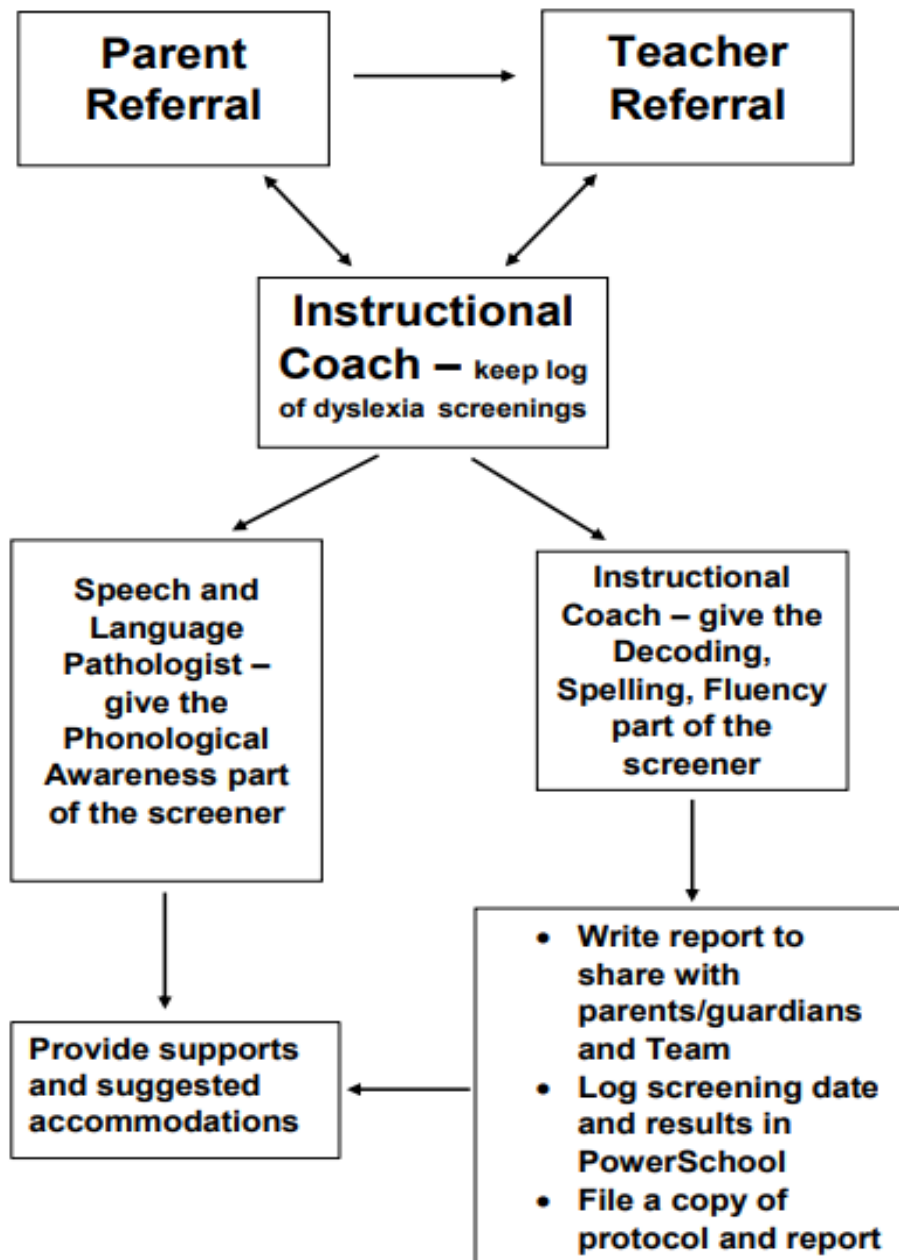 Parent
Referral
Teacher
Referral
Instructional
Coach – keep log
of dyslexia screenings
Speech and
Language
Pathologist –
give the
Phonological
Awareness part
of the screener
Instructional
Coach – give the
Decoding,
Spelling, Fluency
part of the
screener
Provide supports
and suggested
accommodations
• Write report to
share with
parents/guardians
and Team
• Log screening date
and results in
PowerSchool
• File a copy of
protocol and report